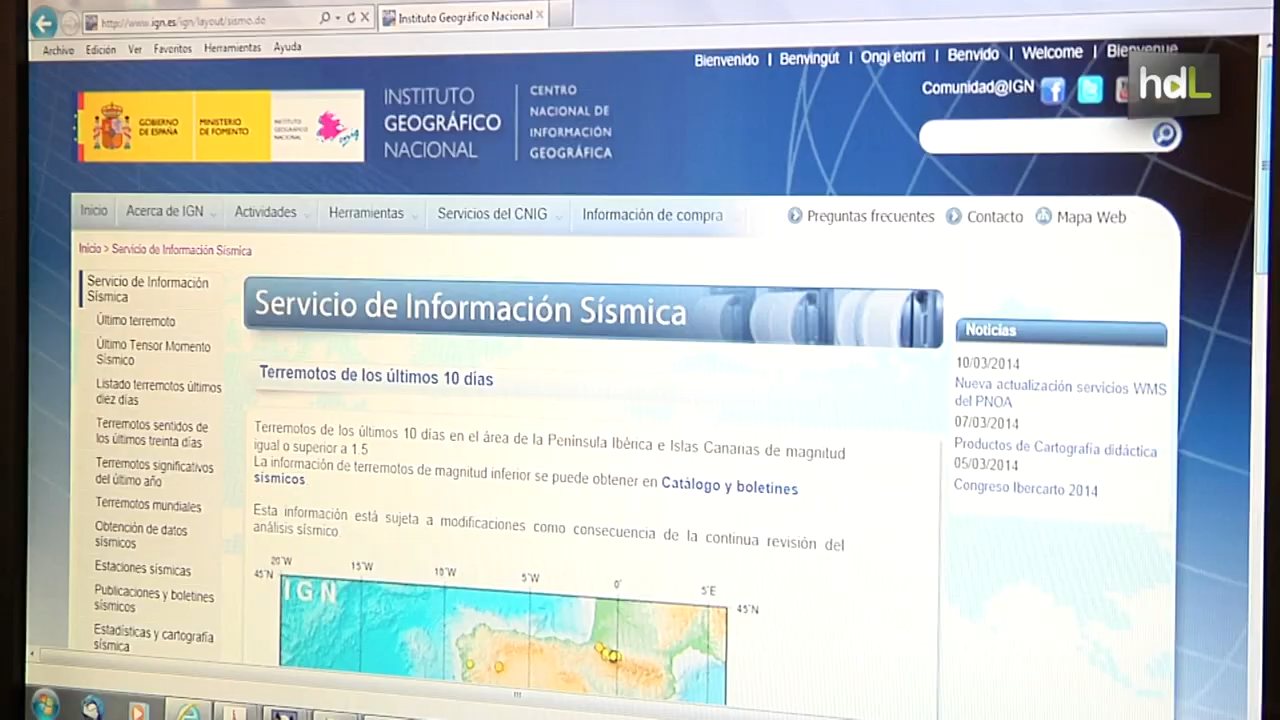 http://www.ign.es/ign/layout/sismo.do
Instituto Geográfico Nacional
Archivo Edición Ver Favoritos Herramientas Ayuda
Bienvenido | Benvingut | Ongi etorri | Benvido | Welcome | Bienvenue
Comunidad@IGN
hdL
GOBIERNO DE ESPAÑA
MINISTERIO DE FOMENTO
INSTITUTO GEOGRÁFICO NACIONAL
INSTITUTO
GEOGRÁFICO
NACIONAL
CENTRO
NACIONAL DE
INFORMACIÓN
GEOGRÁFICA
Inicio Acerca de IGN Actividades Herramientas Servicios del CNIG Información de compra Preguntas frecuentes Contacto Mapa Web
Inicio > Servicio de Información Sísmica
Servicio de Información
Sísmica
Último terremoto
Último Tensor Momento
Sísmico
Listado terremotos últimos
diez días
Terremotos sentidos de
los últimos treinta días
Terremotos significativos
del último año
Terremotos mundiales
Obtención de datos
sísmicos
Estaciones sísmicas
Publicaciones y boletines
sísmicos
Estadísticas y cartografía
sísmica
Servicio de Información Sísmica
Terremotos de los últimos 10 días
Terremotos de los últimos 10 días en el área de la Península Ibérica e Islas Canarias de magnitud
igual o superior a 1.5
La información de terremotos de magnitud inferior se puede obtener en Catálogo y boletines
sísmicos
Esta información está sujeta a modificaciones como consecuencia de la continua revisión del
análisis sísmico
20°W 15°W 10°W 5°W 0° 5°E
45°N
45°N
IGN
Noticias
10/03/2014
Nueva actualización servicios WMS
del PNOA
07/03/2014
Productos de Cartografía didáctica
05/03/2014
Congreso Ibercarto 2014